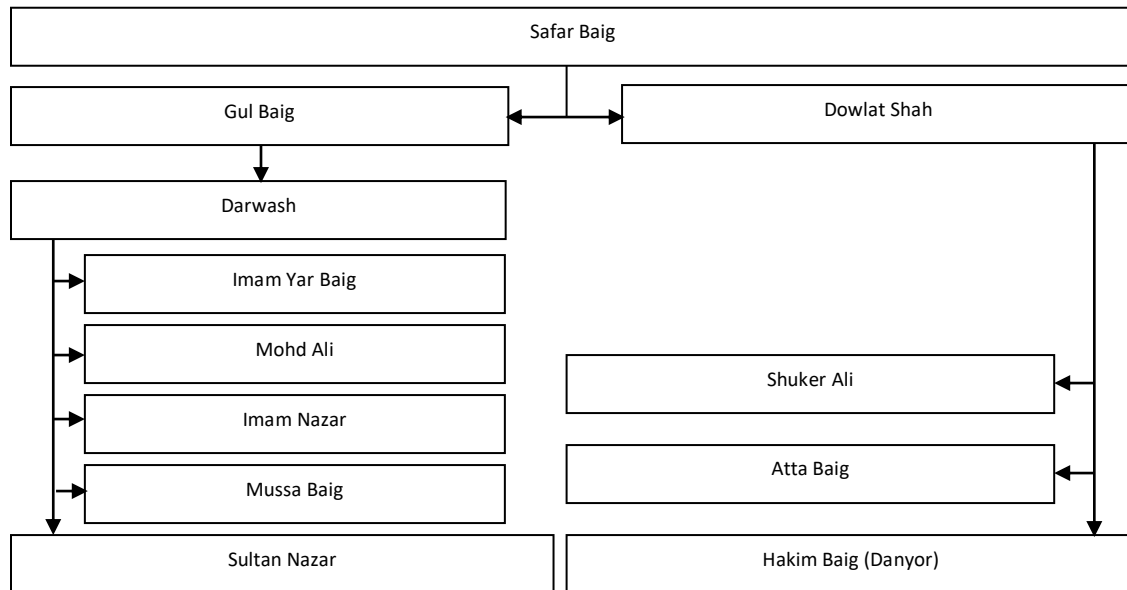 Safar Baig
Gul Baig
Dowlat Shah
Darwash
Imam Yar Baig
Mohd Ali
Shuker Ali
Imam Nazar
Atta Baig
Mussa Baig
Sultan Nazar
Hakim Baig (Danyor)